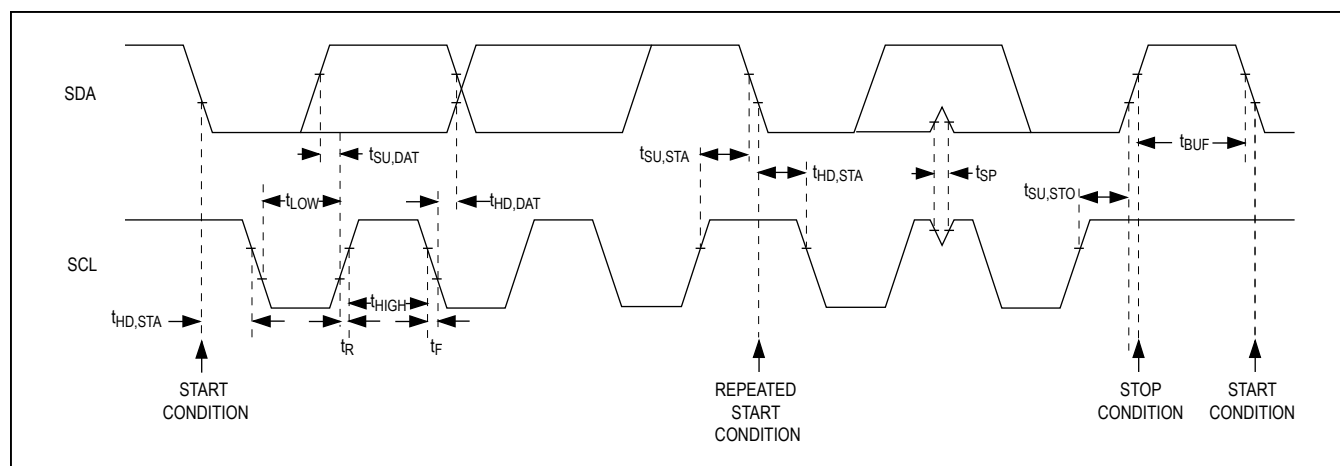 SDA
tSU,DAT
tSU,STA
tHD,STA
tSP
tBUF
tLOW
tHD,DAT
tSU,STO
SCL
tHIGH
tHD,STA
tR
tF
START
CONDITION
REPEATED
START
CONDITION
STOP
CONDITION
START
CONDITION